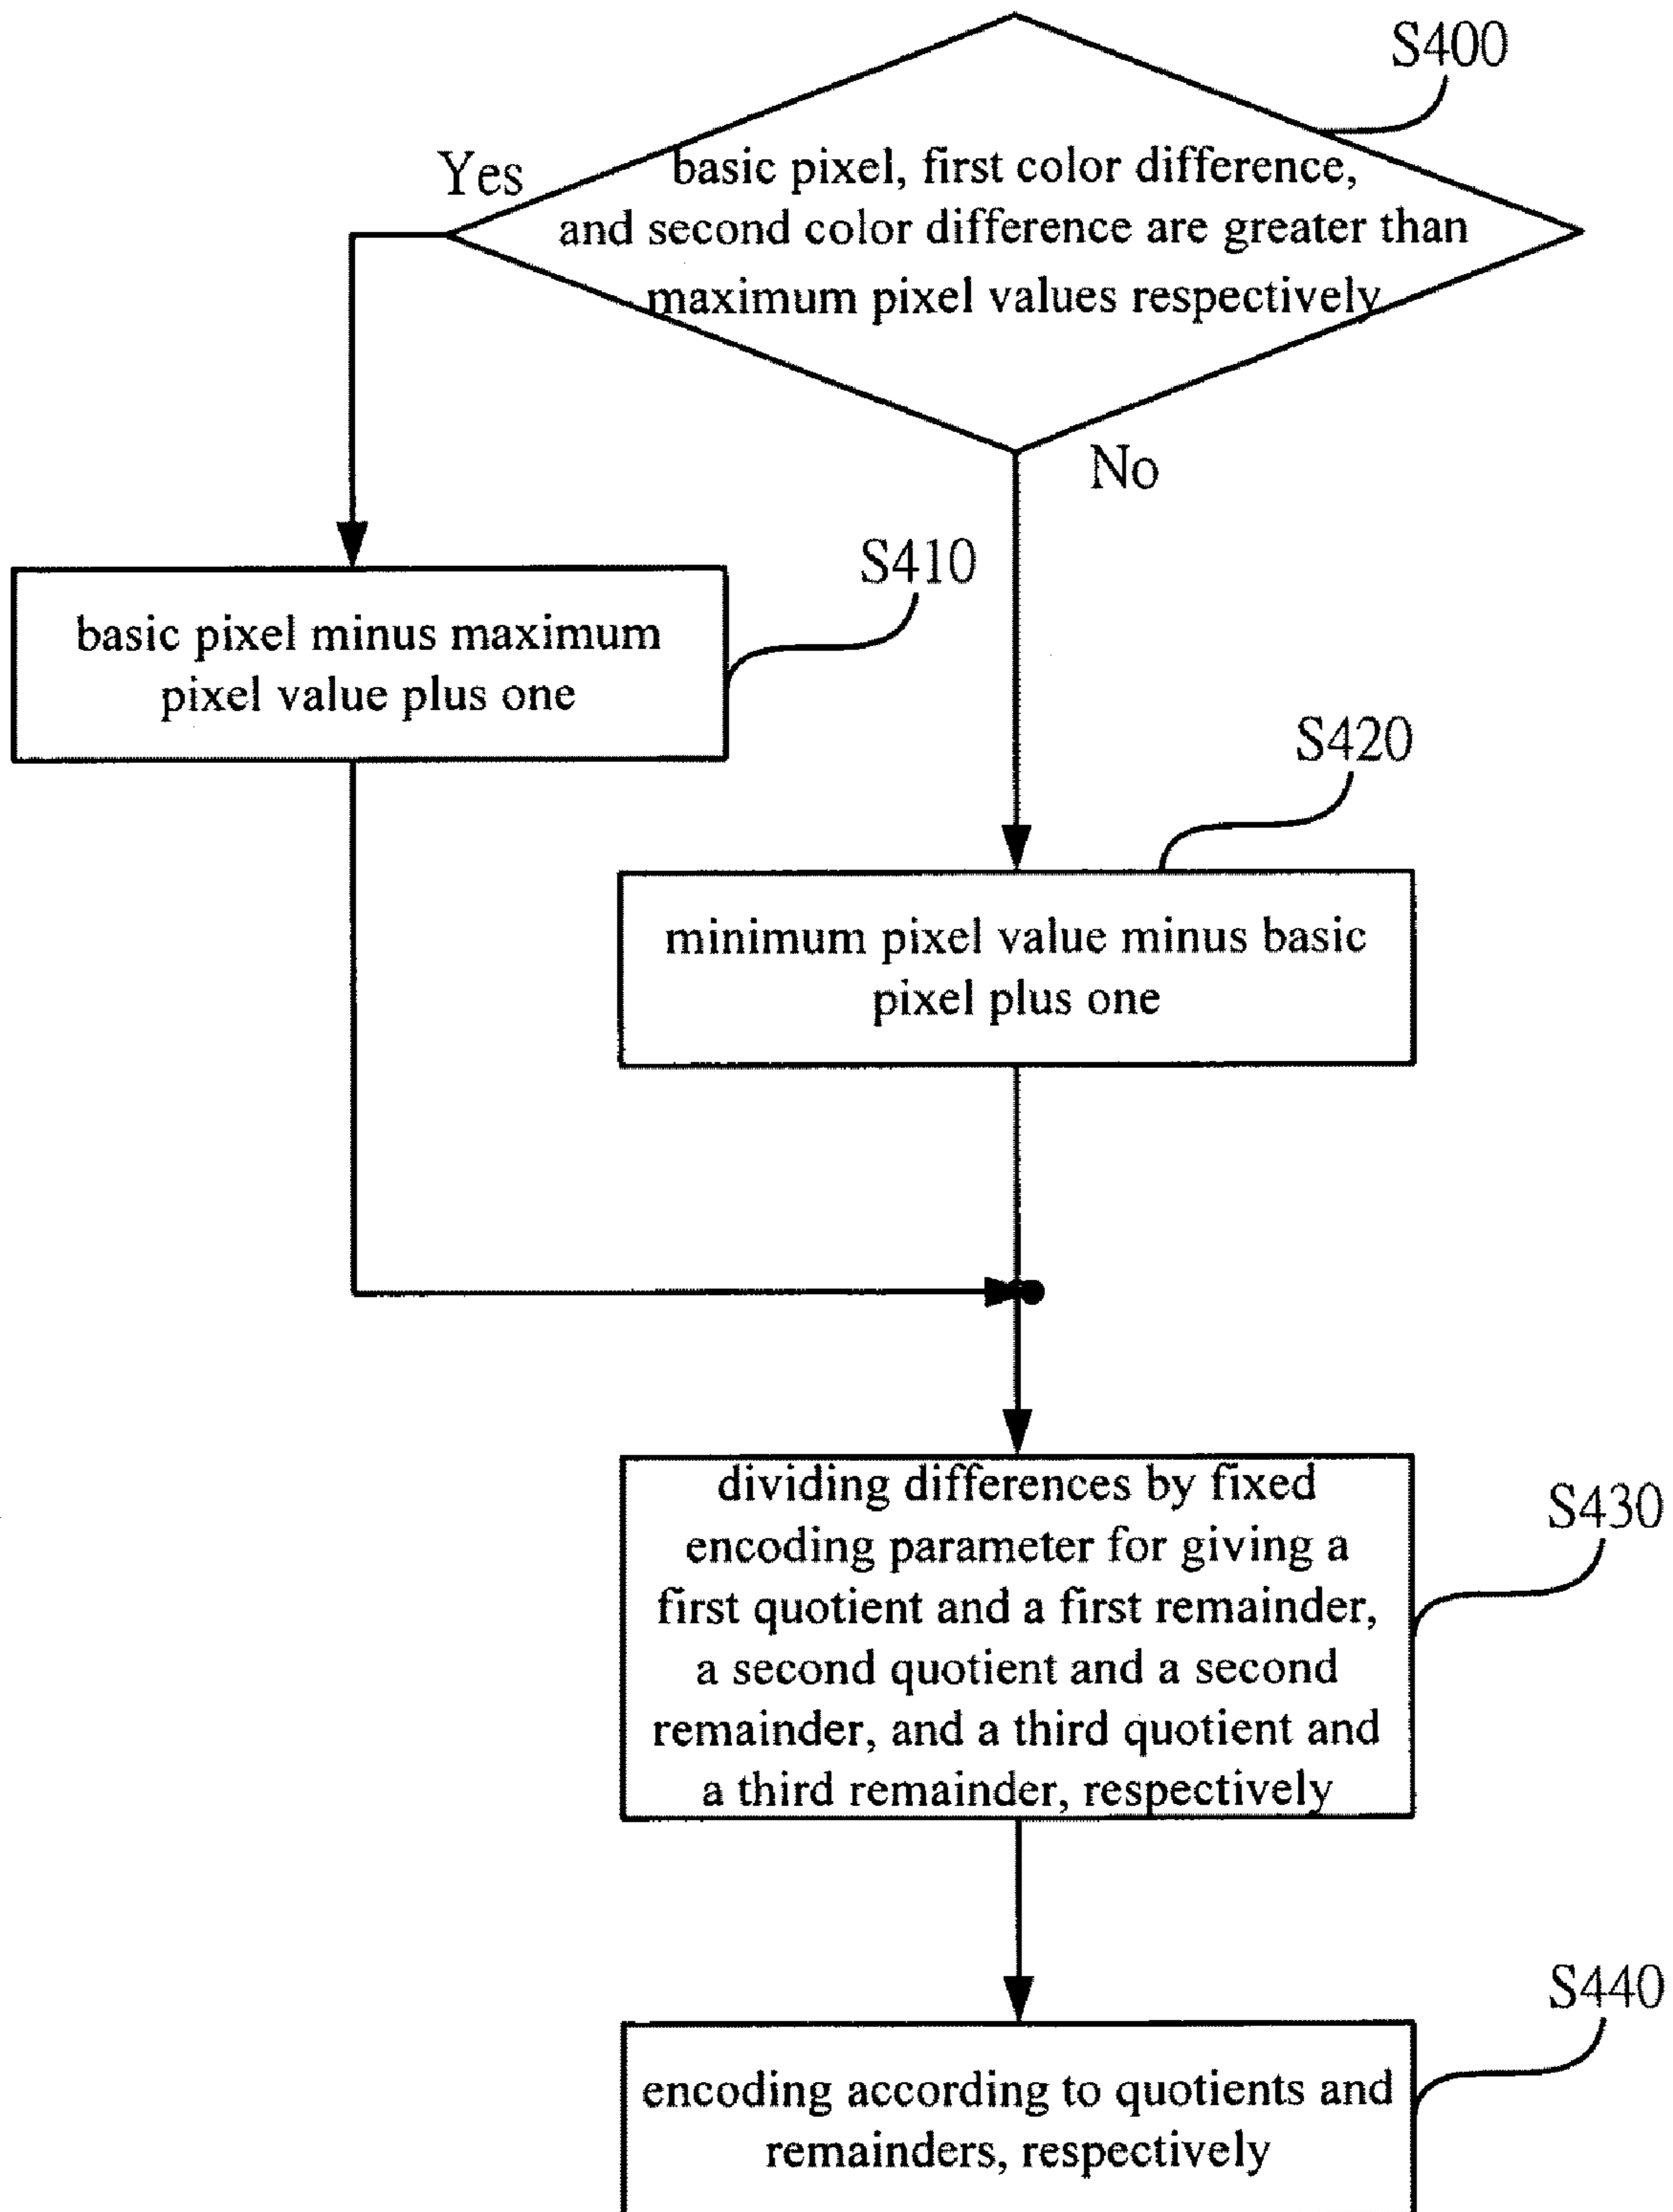 S400
Yes
basic pixel, first color difference,
and second color difference are greater than
maximum pixel values respectively
No
S410
basic pixel minus maximum
pixel value plus one
S420
minimum pixel value minus basic
pixel plus one
S430
dividing differences by fixed
encoding parameter for giving a
first quotient and a first remainder,
a second quotient and a second
remainder, and a third quotient and
a third remainder, respectively
S440
encoding according to quotients and
remainders, respectively